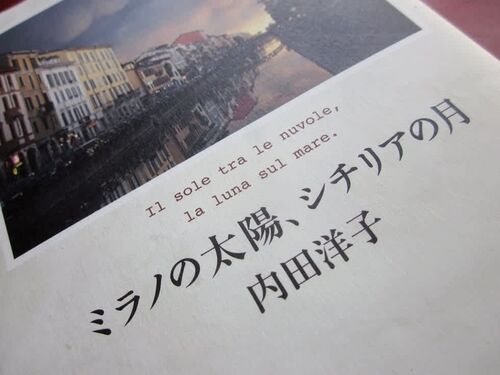 Il sole tra le nuvole,
la luna sul mare.
ミラノの太陽、シチリアの月
内田洋子